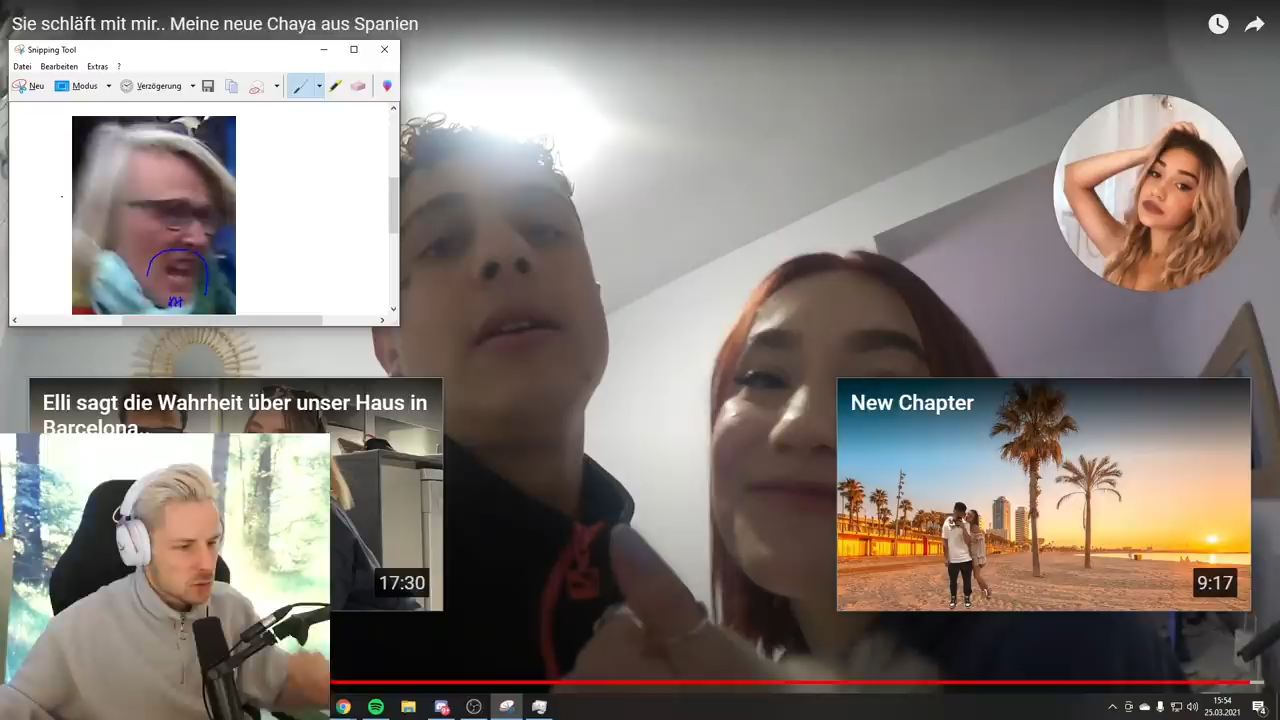 Sie schläft mit mir.. Meine neue Chaya aus Spanien
Snipping Tool
Datei Bearbeiten Extras ?
Neu Modus Verzögerung
Elli sagt die Wahrheit über unser Haus in
Barcelona..
17:30
New Chapter
9:17
15:54
25.03.2021
4